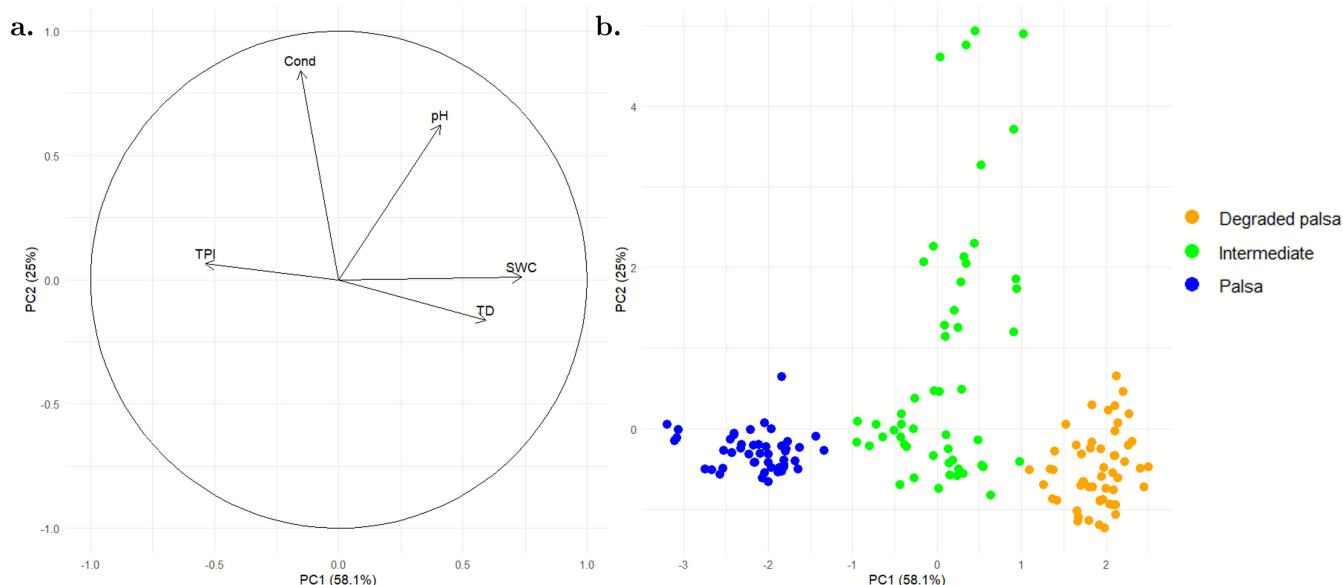 a.
1.0
0.5
0.0
-0.5
-1.0
PC2 (25%)
Cond
pH
TPI
SWC
TD
-1.0
-0.5
0.0
0.5
1.0
PC1 (58.1%)
b.
4
2
0
PC2 (25%)
-3
-2
-1
0
1
2
PC1 (58.1%)
Degraded palsa
Intermediate
Palsa